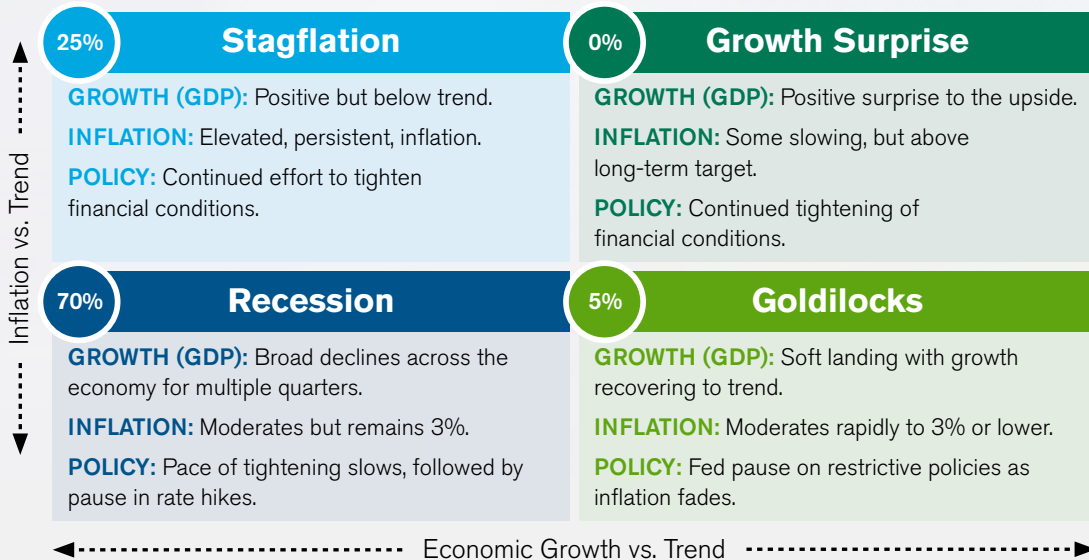 25%
Stagflation
GROWTH (GDP): Positive but below trend.
INFLATION: Elevated, persistent, inflation.
POLICY: Continued effort to tighten
financial conditions.
0%
Growth Surprise
GROWTH (GDP): Positive surprise to the upside.
INFLATION: Some slowing, but above
long-term target.
POLICY: Continued tightening of
financial conditions.
Inflation vs. Trend
70%
Recession
GROWTH (GDP): Broad declines across the
economy for multiple quarters.
INFLATION: Moderates but remains 3%.
POLICY: Pace of tightening slows, followed by
pause in rate hikes.
5%
Goldilocks
GROWTH (GDP): Soft landing with growth
recovering to trend.
INFLATION: Moderates rapidly to 3% or lower.
POLICY: Fed pause on restrictive policies as
inflation fades.
Economic Growth vs. Trend